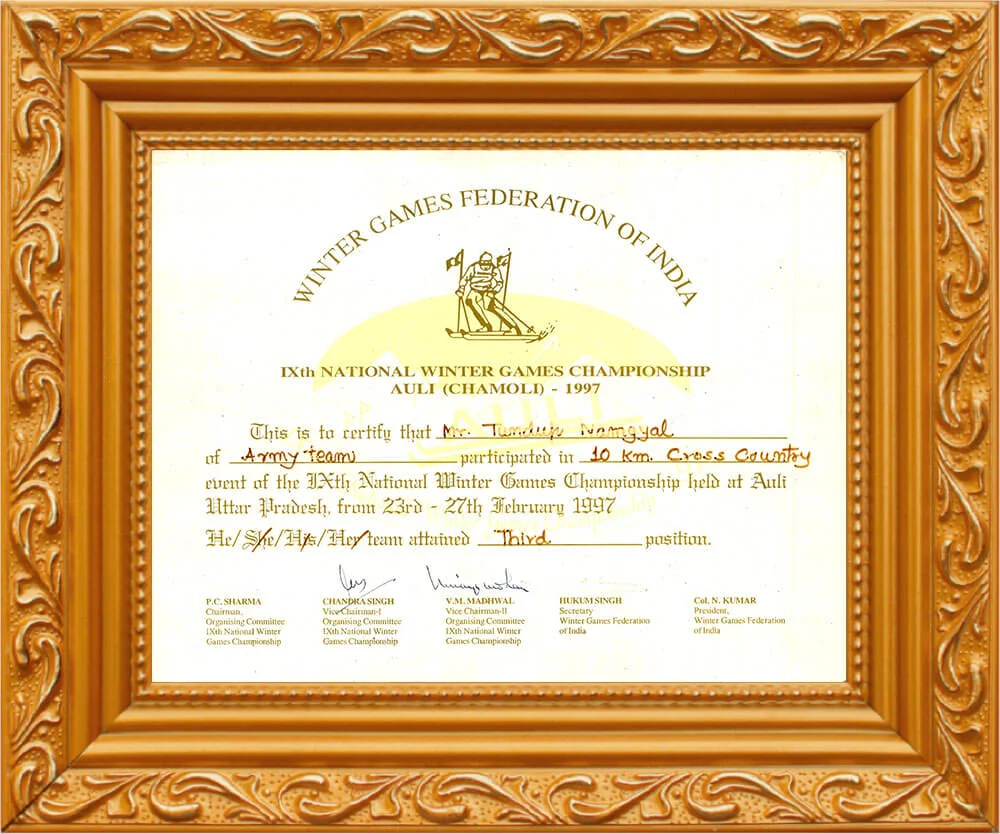 WINTER GAMES FEDERATION OF INDIA
IXth NATIONAL WINTER GAMES CHAMPIONSHIP
AULI (CHAMOLI) - 1997
This is to certify that Mr. Tundup Namgyal
of Army team participated in 10 Km. Cross Country
event of the IXth National Winter Games Championship held at Auli
Uttar Pradesh, from 23rd - 27th February 1997
He/She/His/Her team attained Third position.
P.C. SHARMA
Chairman,
Organising Committee
IXth National Winter
Games Championship
CHANDRA SINGH
Vice Chairman-I
Organising Committee
IXth National Winter
Games Championship
V.M. MADHWAL
Vice Chairman-II
Organising Committee
IXth National Winter
Games Championship
HUKUM SINGH
Secretary
Winter Games Federation
of India
Col. N. KUMAR
President,
Winter Games Federation
of India